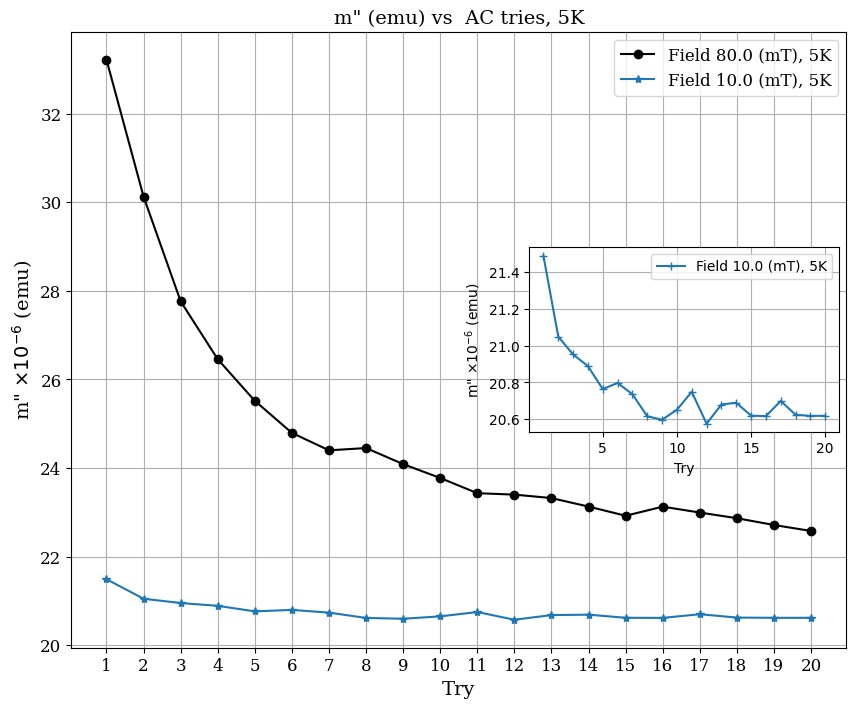 m" (emu) vs  AC tries, 5K
Field 80.0 (mT), 5K
Field 10.0 (mT), 5K
32
30
28
26
24
22
20
m" ×10⁻⁶ (emu)
1 2 3 4 5 6 7 8 9 10 11 12 13 14 15 16 17 18 19 20
Try
Field 10.0 (mT), 5K
21.4
21.2
21.0
20.8
20.6
m" ×10⁻⁶ (emu)
5 10 15 20
Try